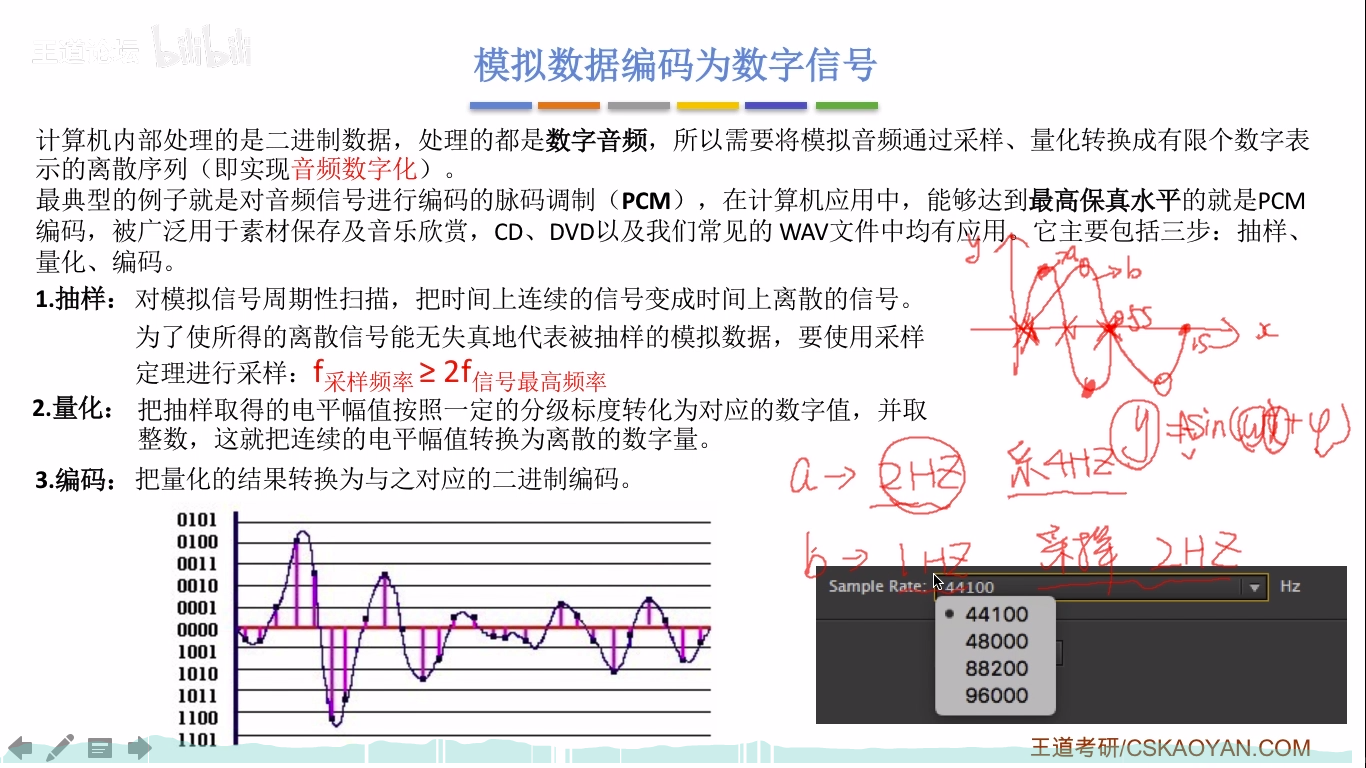 王道论坛 bilibili
模拟数据编码为数字信号
计算机内部处理的是二进制数据，处理的都是数字音频，所以需要将模拟音频通过采样、量化转换成有限个数字表
示的离散序列（即实现音频数字化）。
最典型的例子就是对音频信号进行编码的脉码调制（PCM），在计算机应用中，能够达到最高保真水平的就是PCM
编码，被广泛用于素材保存及音乐欣赏，CD、DVD以及我们常见的 WAV文件中均有应用。它主要包括三步：抽样、
量化、编码。
1.抽样： 对模拟信号周期性扫描，把时间上连续的信号变成时间上离散的信号。
为了使所得的离散信号能无失真地代表被抽样的模拟数据，要使用采样
定理进行采样：f采样频率 ≥ 2f信号最高频率
2.量化： 把抽样取得的电平幅值按照一定的分级标度转化为对应的数字值，并取
整数，这就把连续的电平幅值转换为离散的数字量。
3.编码： 把量化的结果转换为与之对应的二进制编码。
y
a
b
0.5s
1s
x
y = Asin(ωx+φ)
a → 2HZ 采4HZ
b → 1HZ 采样 2HZ
0101
0100
0011
0010
0001
0000
1001
1010
1011
1100
1101
Sample Rate: 44100 Hz
44100
48000
88200
96000
王道考研/CSKAOYAN.COM